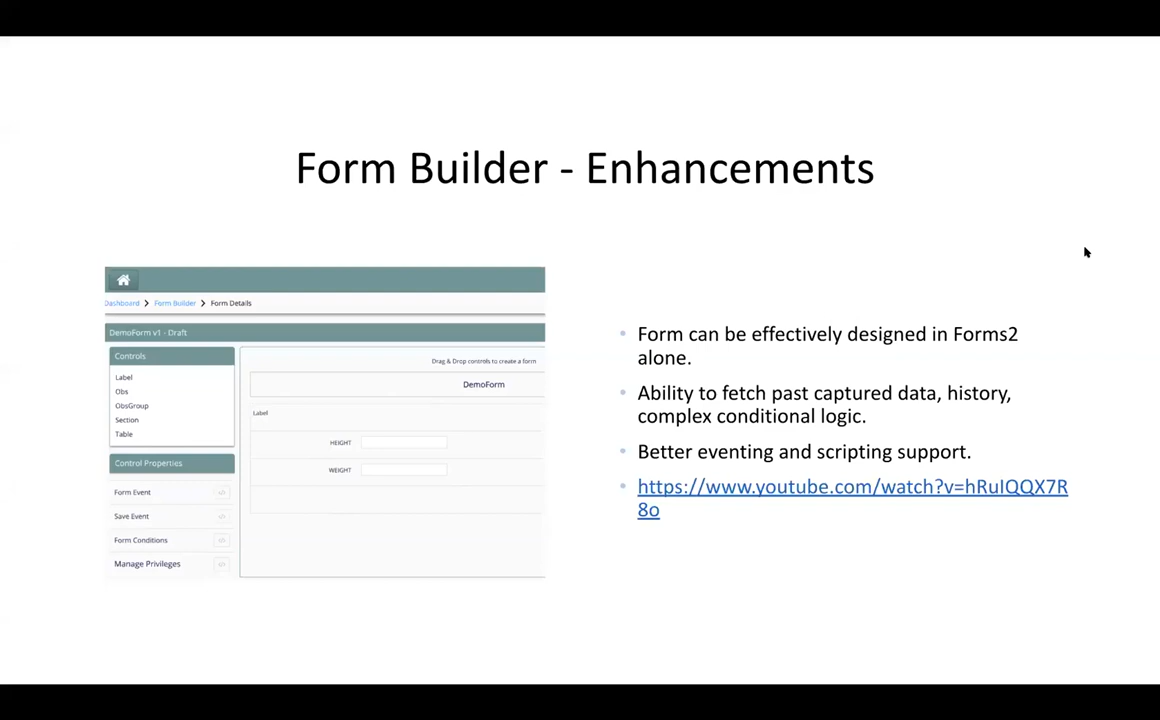 Form Builder - Enhancements
Dashboard > Form Builder > Form Details
DemoForm v1 - Draft
Controls
Label
Obs
ObsGroup
Section
Table
Control Properties
Form Event
Save Event
Form Conditions
Manage Privileges
Drag & Drop controls to create a form
DemoForm
Label
HEIGHT
WEIGHT
• Form can be effectively designed in Forms2
alone.
• Ability to fetch past captured data, history,
complex conditional logic.
• Better eventing and scripting support.
• https://www.youtube.com/watch?v=hRuIQQX7R
8o